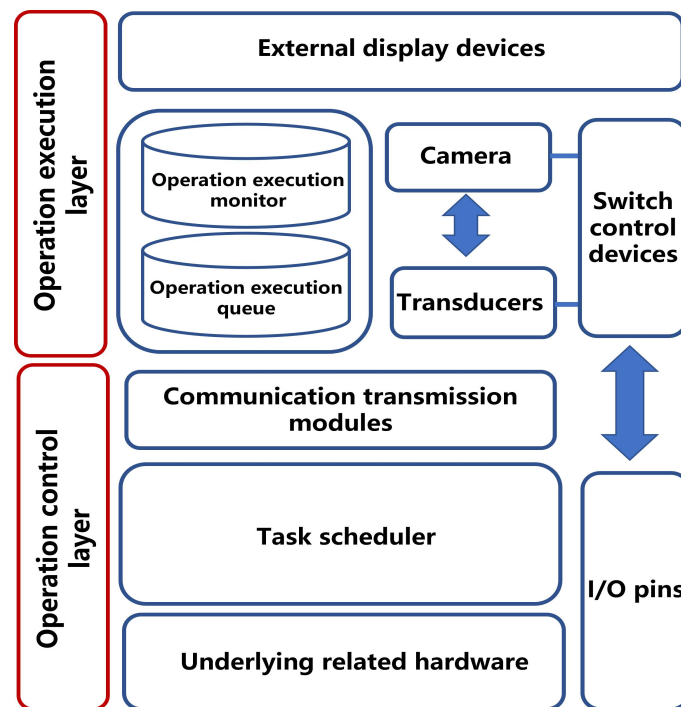 Operation execution
layer
External display devices
Operation execution
monitor
Operation execution
queue
Camera
Transducers
Switch
control
devices
Operation control
layer
Communication transmission
modules
Task scheduler
Underlying related hardware
I/O pins